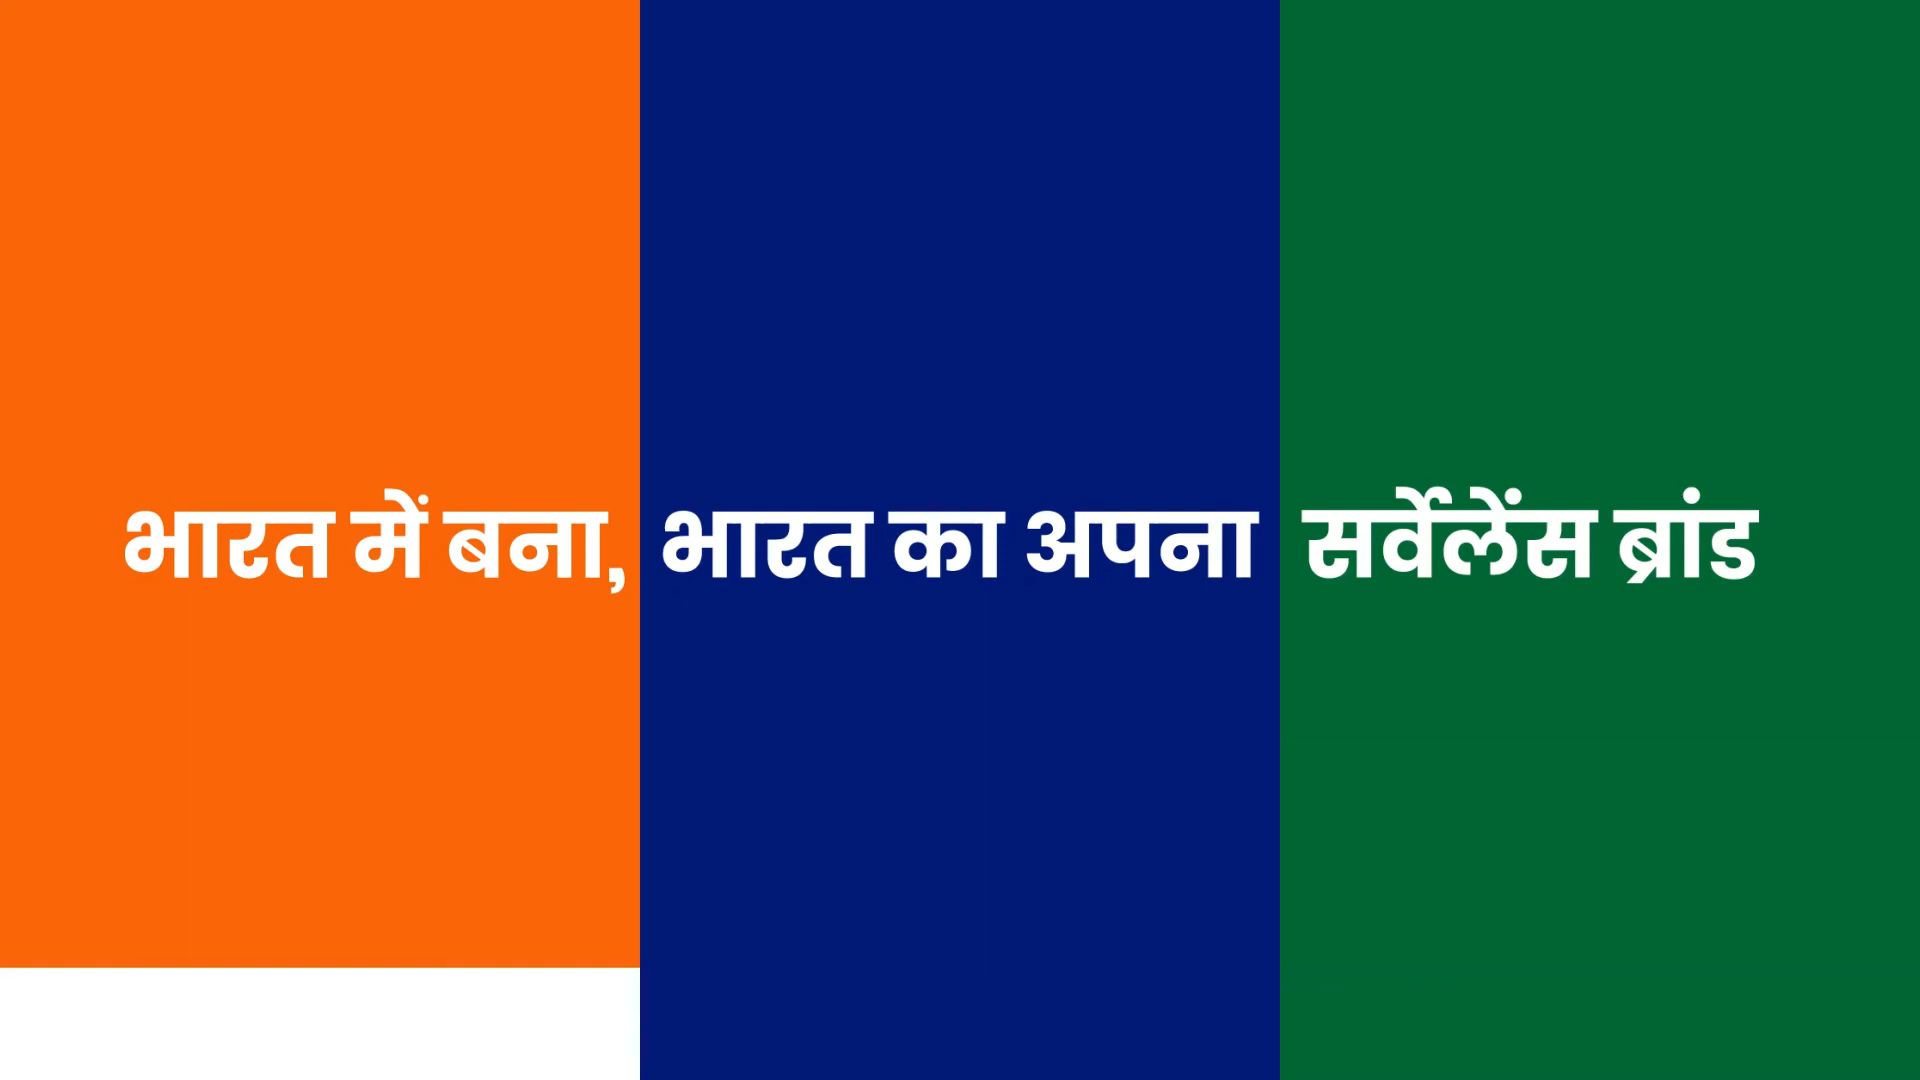 भारत में बना, भारत का अपना सर्वेलेंस ब्रांड